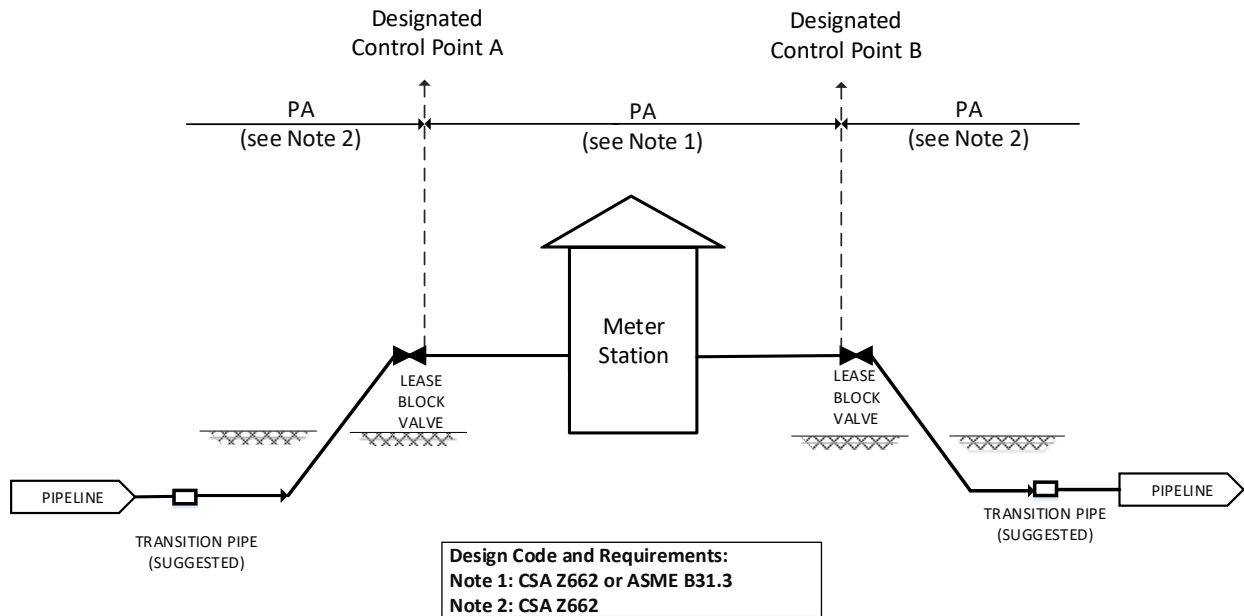 Designated
Control Point A
Designated
Control Point B
PA
(see Note 2)
PA
(see Note 1)
PA
(see Note 2)
Meter
Station
LEASE
BLOCK
VALVE
LEASE
BLOCK
VALVE
PIPELINE
TRANSITION PIPE
(SUGGESTED)
PIPELINE
TRANSITION PIPE
(SUGGESTED)
Design Code and Requirements:
Note 1: CSA Z662 or ASME B31.3
Note 2: CSA Z662